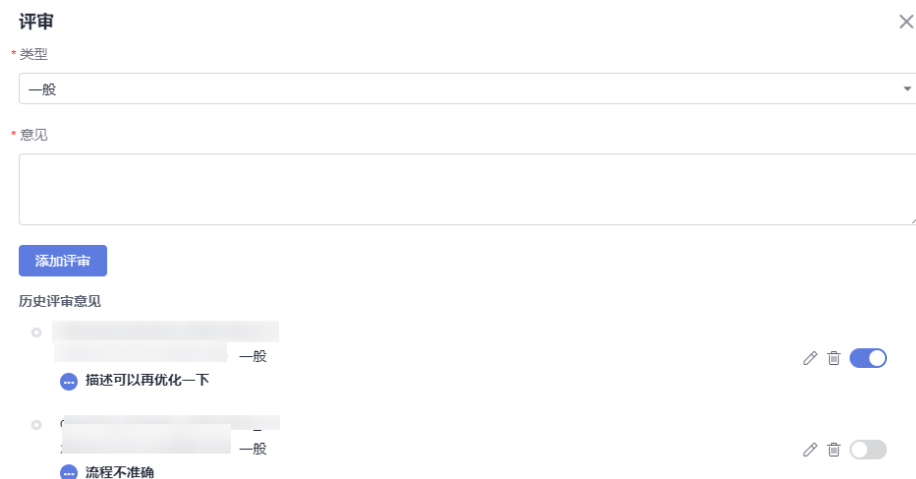 评审
* 类型
一般
* 意见
添加评审
历史评审意见
一般
描述可以再优化一下
一般
流程不准确